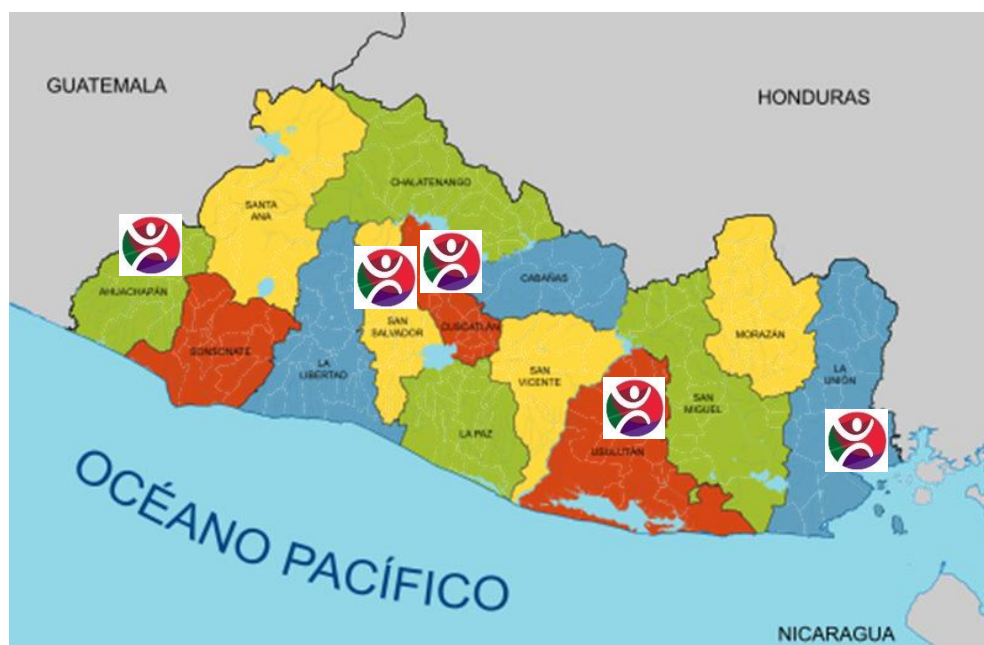 GUATEMALA
HONDURAS
CHALATENANGO
SANTA
ANA
CABAÑAS
AHUACHAPÁN
SAN
SALVADOR
CUSCATLÁN
MORAZÁN
SONSONATE
LA
LIBERTAD
SAN
VICENTE
LA
UNIÓN
SAN
MIGUEL
LA PAZ
USULUTÁN
OCÉANO PACÍFICO
NICARAGUA